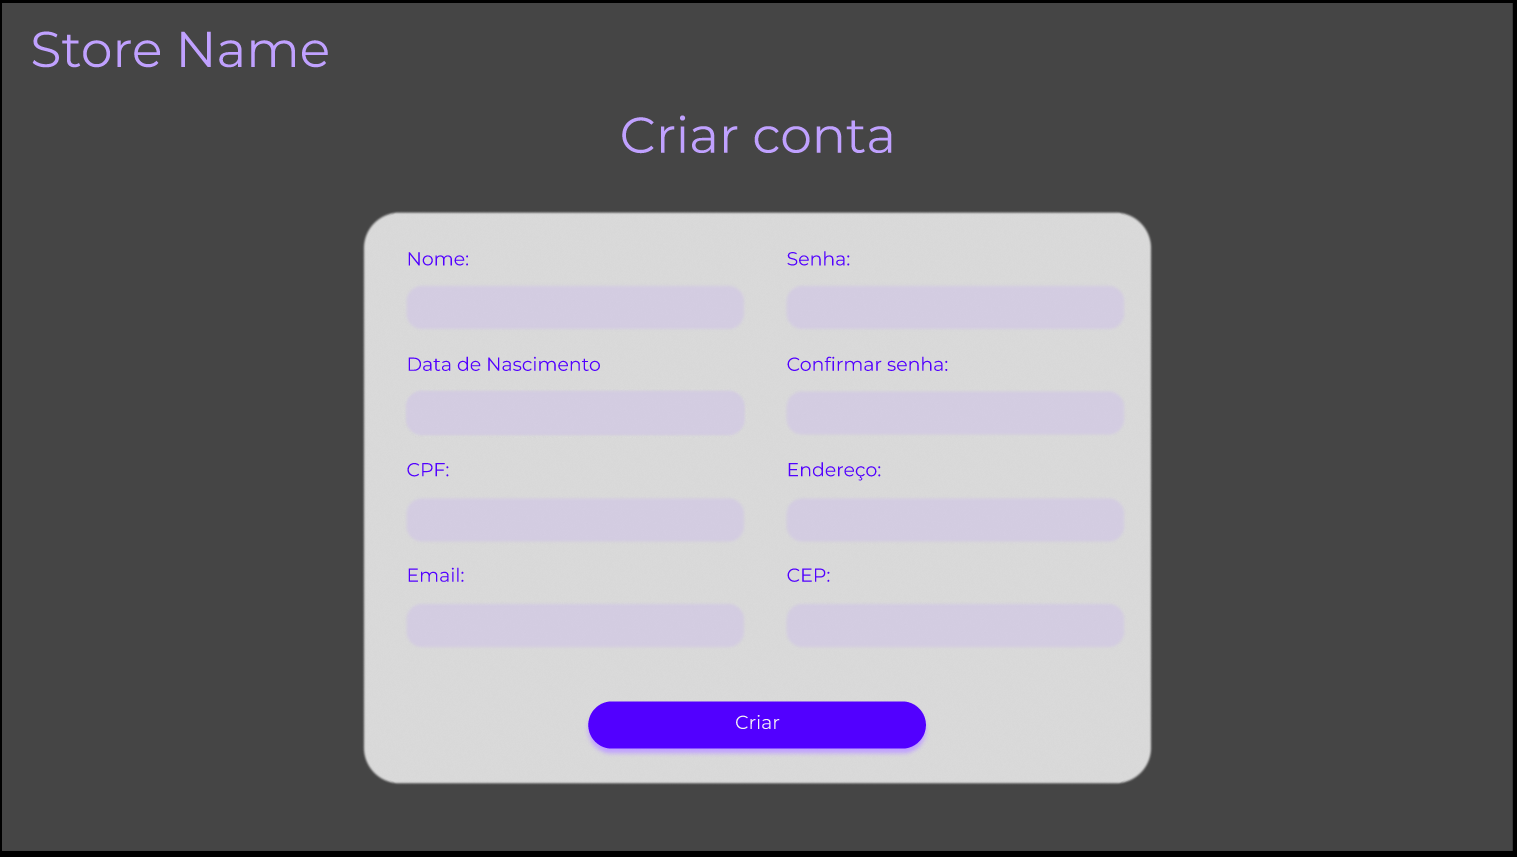 Store Name
Criar conta
Nome:
Senha:
Data de Nascimento
Confirmar senha:
CPF:
Endereço:
Email:
CEP:
Criar